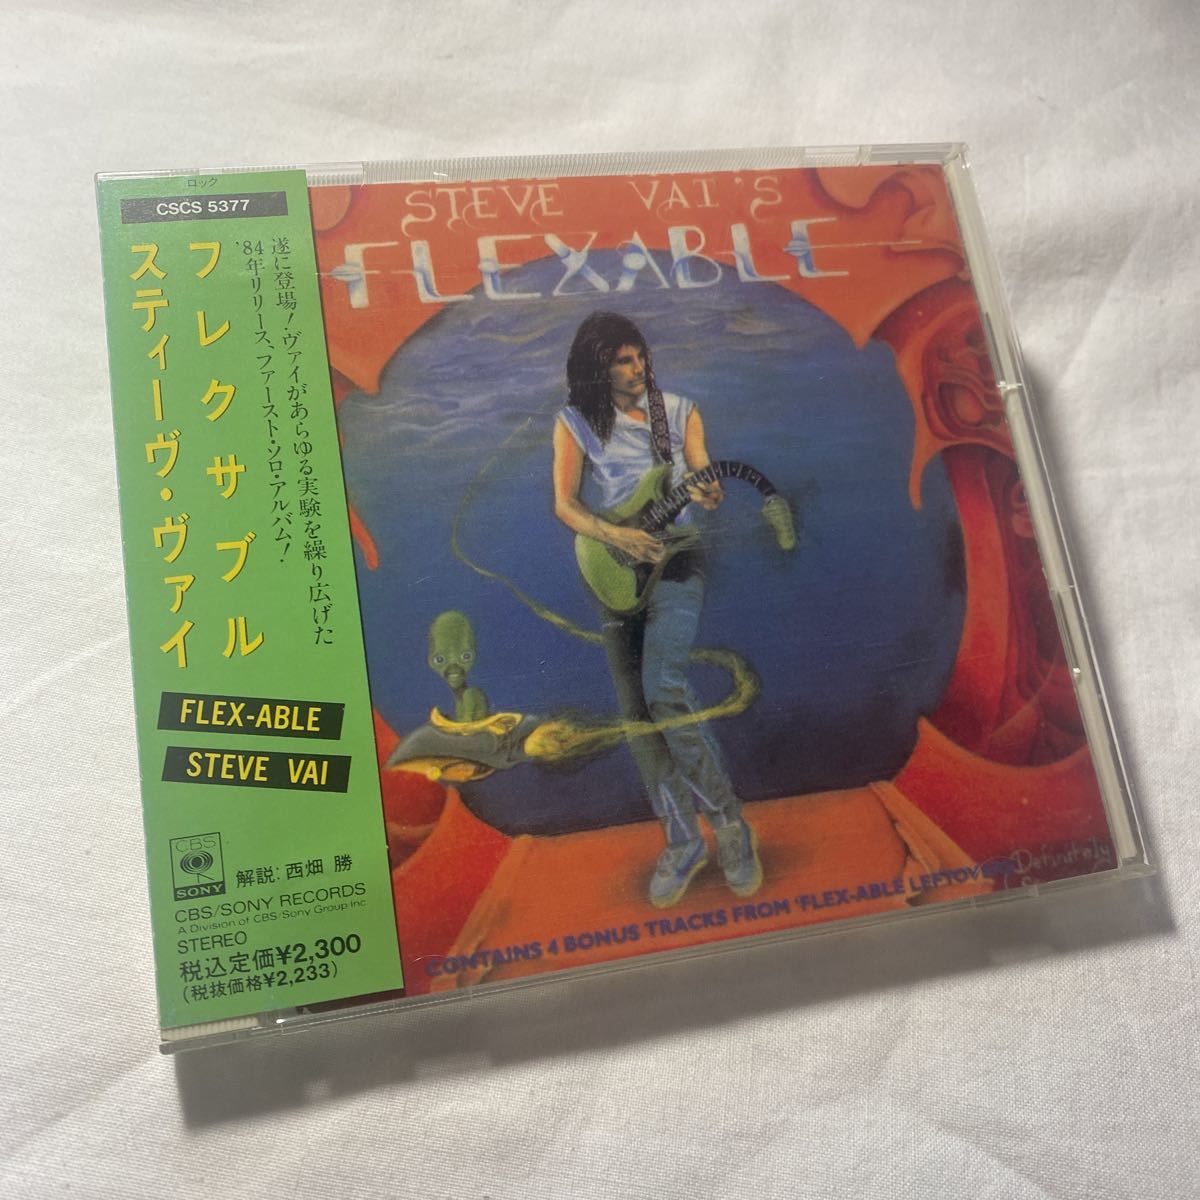 ロック
CSCS 5377
遂に登場!ヴァイがあらゆる実験を繰り広げた
'84年リリース、ファースト・ソロ・アルバム!
フレクサブル
スティーヴ・ヴァイ
FLEX-ABLE
STEVE VAI
CBS
SONY
解説:西畑 勝
CBS/SONY RECORDS
A Division of CBS/Sony Group Inc
STEREO
税込定価¥2,300
(税抜価格¥2,233)
STEVE VAI'S
FLEXABLE
Definitely
CONTAINS 4 BONUS TRACKS FROM 'FLEX-ABLE